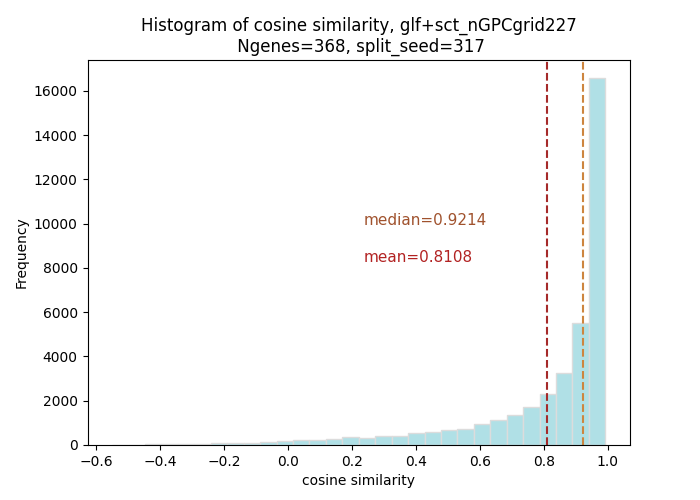 Histogram of cosine similarity, glf+sct_nGPCgrid227
Ngenes=368, split_seed=317
16000
14000
12000
10000
8000
6000
4000
2000
0
Frequency
median=0.9214
mean=0.8108
−0.6 −0.4 −0.2 0.0 0.2 0.4 0.6 0.8 1.0
cosine similarity